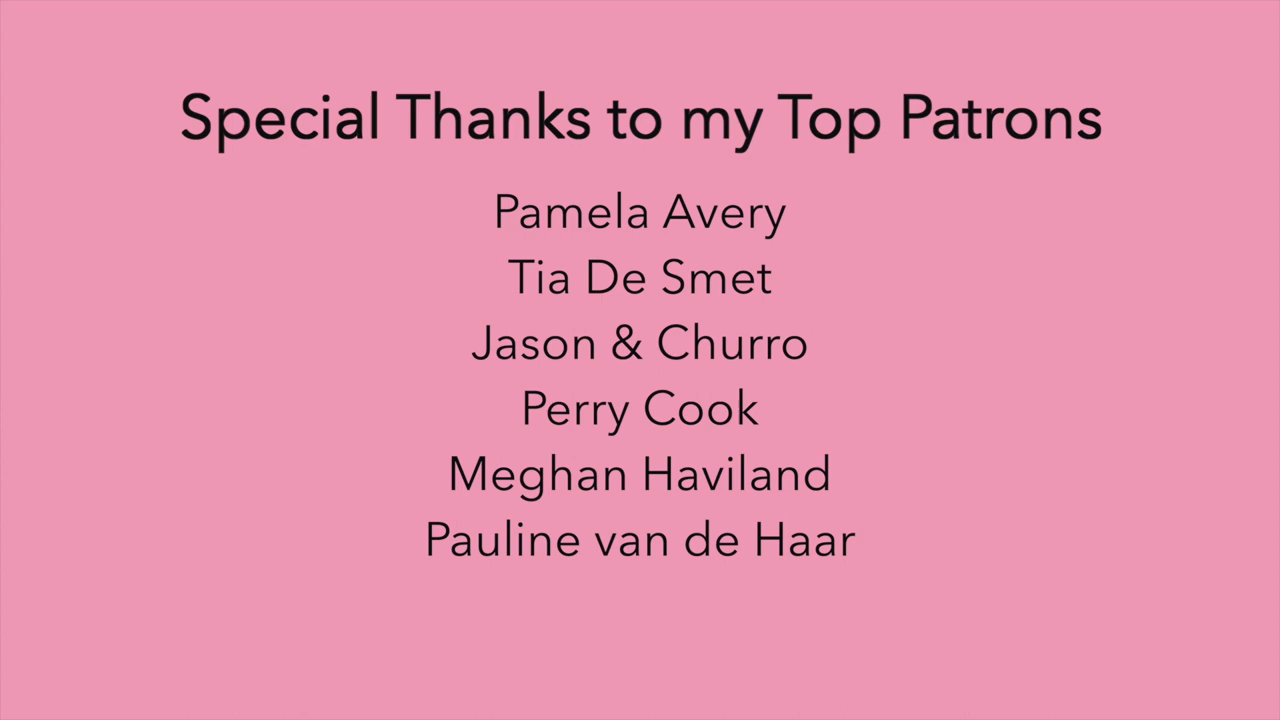 Special Thanks to my Top Patrons
Pamela Avery
Tia De Smet
Jason & Churro
Perry Cook
Meghan Haviland
Pauline van de Haar